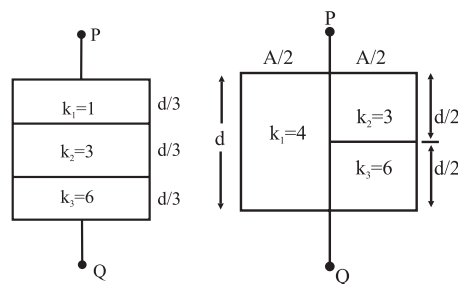 P
k₁=1
d/3
k₂=3
d/3
k₃=6
d/3
Q
P
A/2 A/2
d
k₁=4
k₂=3
d/2
k₃=6
d/2
Q